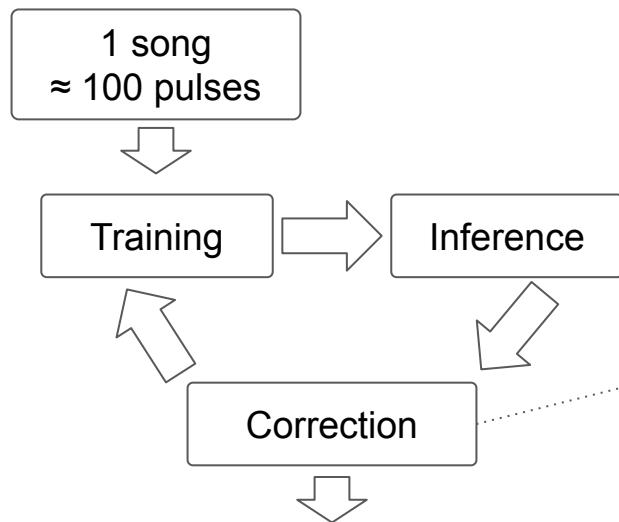 1 song
≈ 100 pulses
Training
Inference
Correction